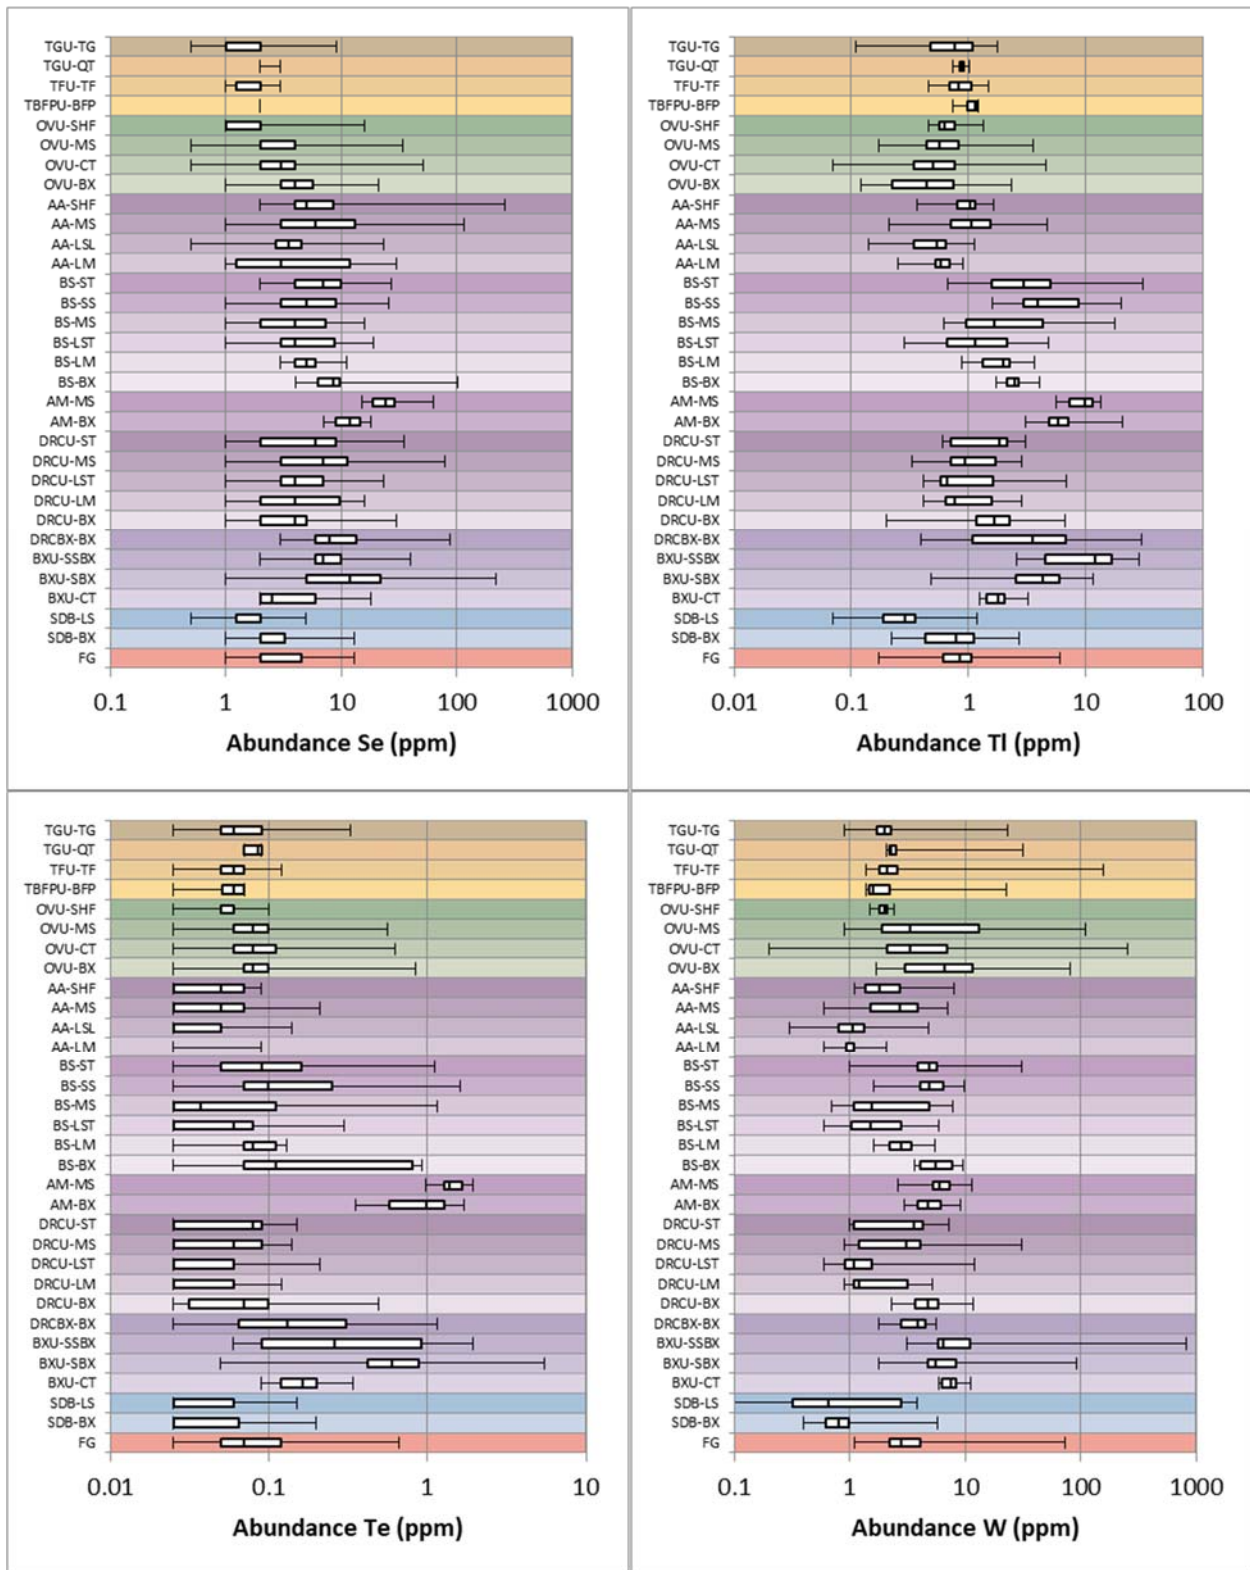 TGU-TG
TGU-QT
TFU-TF
TBFPU-BFP
OVU-SHF
OVU-MS
OVU-CT
OVU-BX
AA-SHF
AA-MS
AA-LSL
AA-LM
BS-ST
BS-SS
BS-MS
BS-LST
BS-LM
BS-BX
AM-MS
AM-BX
DRCU-ST
DRCU-MS
DRCU-LST
DRCU-LM
DRCU-BX
DRCBX-BX
BXU-SSBX
BXU-SBX
BXU-CT
SDB-LS
SDB-BX
FG
0.1 1 10 100 1000
Abundance Se (ppm)
TGU-TG
TGU-QT
TFU-TF
TBFPU-BFP
OVU-SHF
OVU-MS
OVU-CT
OVU-BX
AA-SHF
AA-MS
AA-LSL
AA-LM
BS-ST
BS-SS
BS-MS
BS-LST
BS-LM
BS-BX
AM-MS
AM-BX
DRCU-ST
DRCU-MS
DRCU-LST
DRCU-LM
DRCU-BX
DRCBX-BX
BXU-SSBX
BXU-SBX
BXU-CT
SDB-LS
SDB-BX
FG
0.01 0.1 1 10 100
Abundance Tl (ppm)
TGU-TG
TGU-QT
TFU-TF
TBFPU-BFP
OVU-SHF
OVU-MS
OVU-CT
OVU-BX
AA-SHF
AA-MS
AA-LSL
AA-LM
BS-ST
BS-SS
BS-MS
BS-LST
BS-LM
BS-BX
AM-MS
AM-BX
DRCU-ST
DRCU-MS
DRCU-LST
DRCU-LM
DRCU-BX
DRCBX-BX
BXU-SSBX
BXU-SBX
BXU-CT
SDB-LS
SDB-BX
FG
0.01 0.1 1 10
Abundance Te (ppm)
TGU-TG
TGU-QT
TFU-TF
TBFPU-BFP
OVU-SHF
OVU-MS
OVU-CT
OVU-BX
AA-SHF
AA-MS
AA-LSL
AA-LM
BS-ST
BS-SS
BS-MS
BS-LST
BS-LM
BS-BX
AM-MS
AM-BX
DRCU-ST
DRCU-MS
DRCU-LST
DRCU-LM
DRCU-BX
DRCBX-BX
BXU-SSBX
BXU-SBX
BXU-CT
SDB-LS
SDB-BX
FG
0.1 1 10 100 1000
Abundance W (ppm)